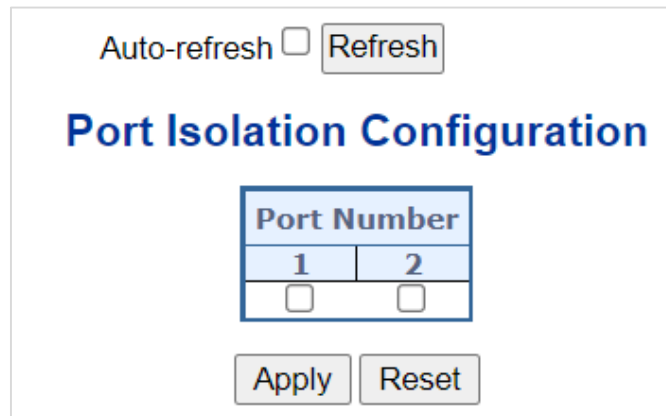 Auto-refresh Refresh
Port Isolation Configuration
Port Number
1 2
Apply Reset